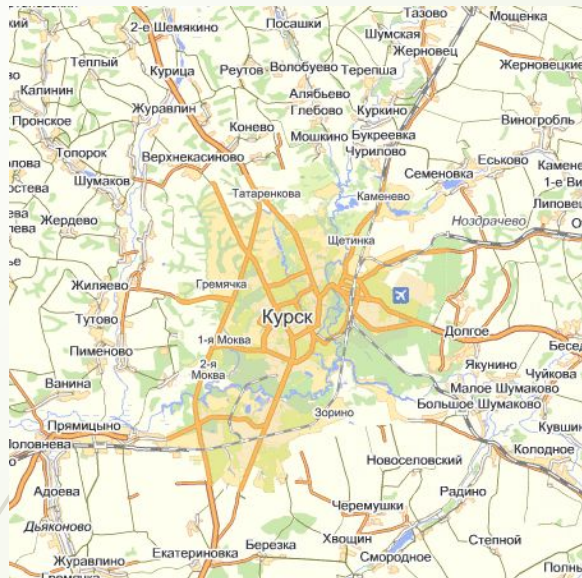 2-е Шемякино
Посашки
Тазово
Мощенка
Шумская
Жерновец
Теплый
Курица
Реутов
Волобуево
Терепша
Жерновецкие
Калинин
Алябьево
Глебово
Журавлин
Куркино
Пронское
Конево
Мошкино
Букреевка
Виногробль
Топорок
Верхнекасиново
Чурилово
Еськово
Шумаков
Татаренкова
Каменево
Семеновка
1-е Ви
Липовец
Жердево
Щетинка
Ноздрачево
Жиляево
Гремячка
Тутово
Курск
1-я Моква
Долгое
Пименово
2-я
Моква
Якунино
Ванина
Малое Шумаково
Большое Шумаково
Прямицыно
Зорино
Колодное
Новоселовский
Адоева
Радино
Черемушки
Дьяконово
Хвощин
Степной
Журавлино
Екатериновка
Березка
Смородное